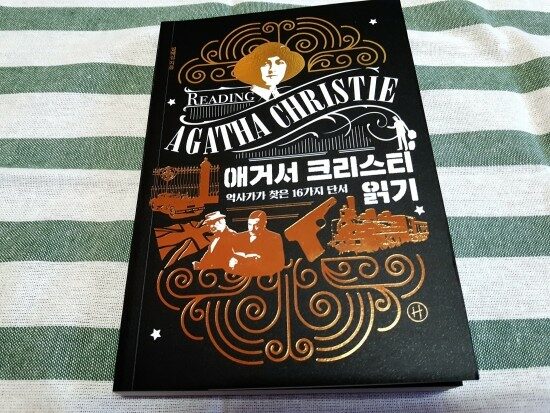 READING
AGATHA CHRISTIE
애거서 크리스티
읽기
역사가가 찾은 16가지 단서
H